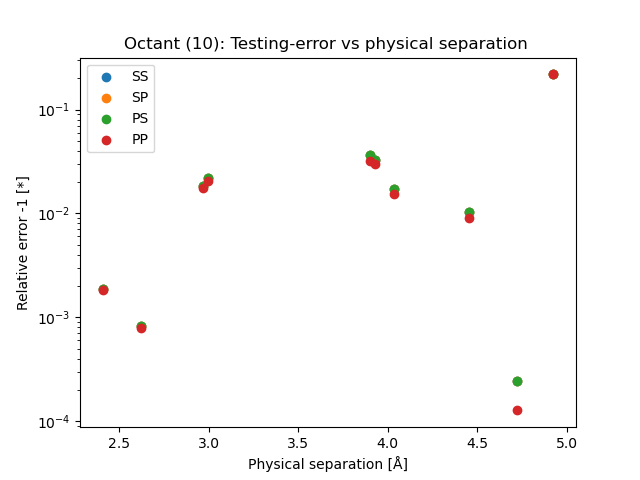 Octant (10): Testing-error vs physical separation
SS
SP
PS
PP
10⁻¹
10⁻²
10⁻³
10⁻⁴
Relative error -1 [*]
2.5 3.0 3.5 4.0 4.5 5.0
Physical separation [Å]